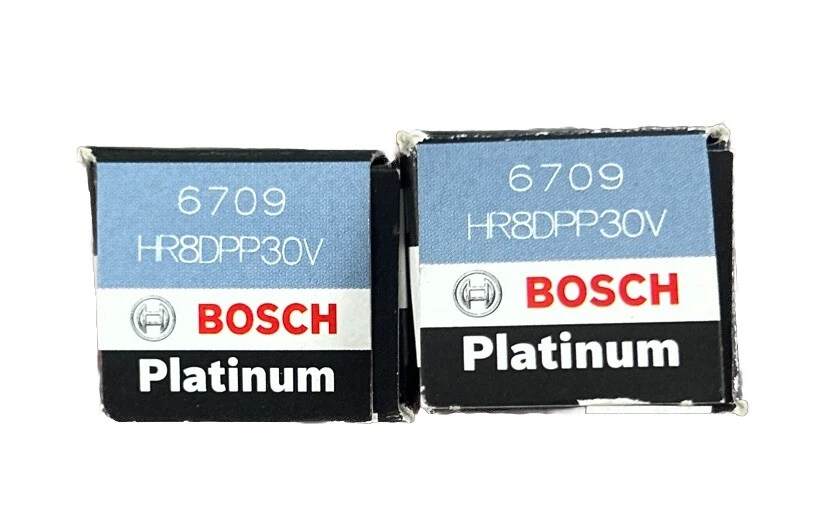 6709
HR8DPP30V
BOSCH
Platinum
6709
HR8DPP30V
BOSCH
Platinum